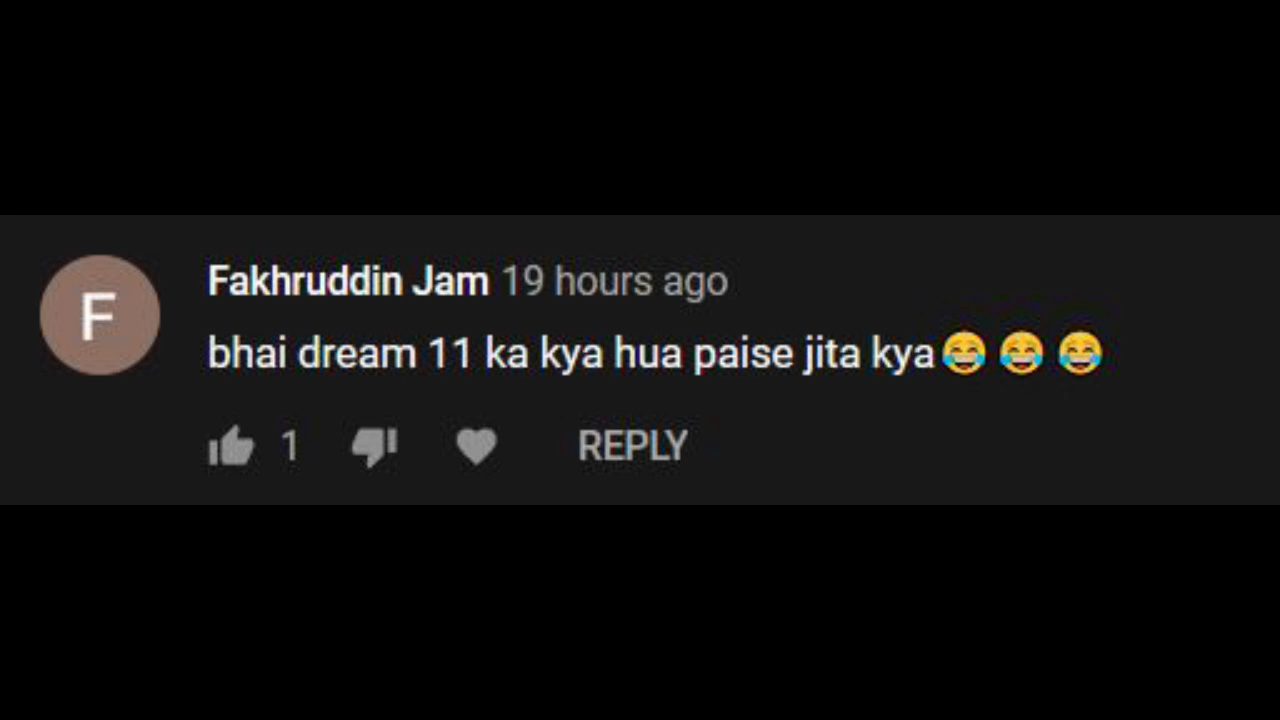 F
Fakhruddin Jam 19 hours ago
bhai dream 11 ka kya hua paise jita kya😂😂😂
1 REPLY